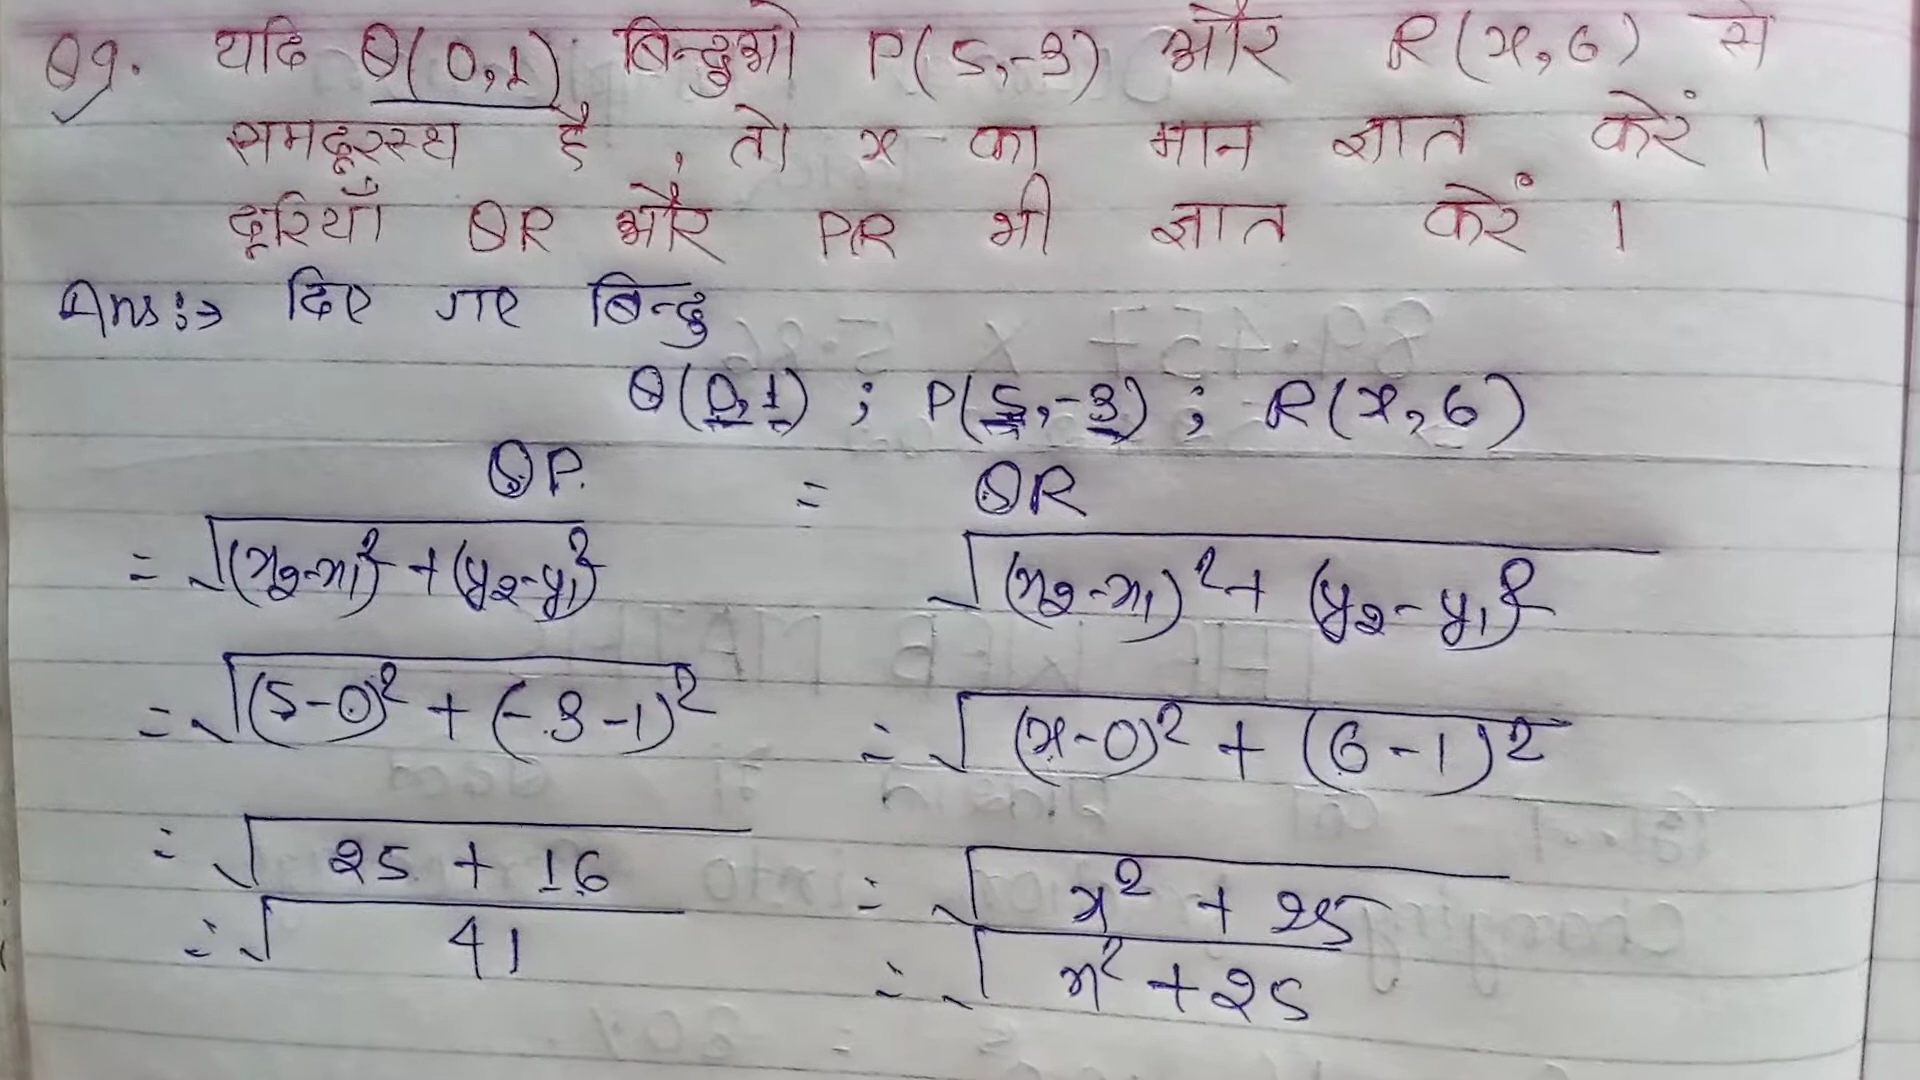 Q9. यदि Q(0,1) बिन्दुओ P(5,-3) और R(x,6) से
समदूरस्थ है, तो x का मान ज्ञात करें।
दूरियाँ QR और PR भी ज्ञात करें।
Ans:→ दिए गए बिन्दु
Q(0,1) ; P(5,-3) ; R(x,6)
QP = QR
= √(x₂-x₁)² + (y₂-y₁)² √(x₂-x₁)² + (y₂-y₁)²
= √(5-0)² + (-3-1)² = √(x-0)² + (6-1)²
= √25 + 16 = √x² + 25
= √41 = √x² + 25